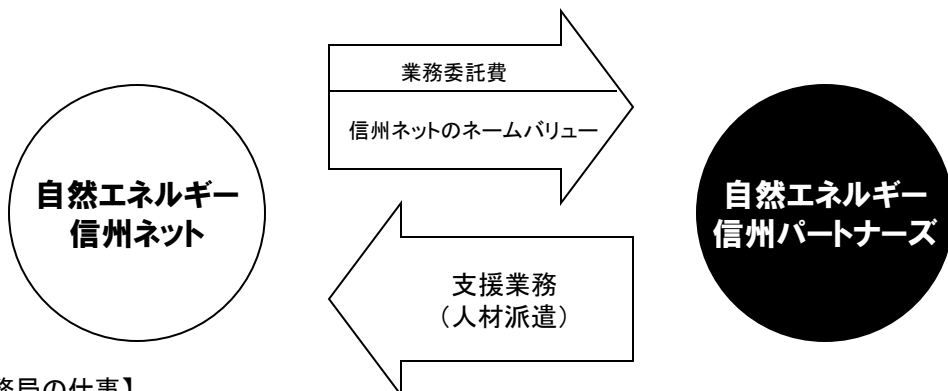 業務委託費
信州ネットのネームバリュー
自然エネルギー
信州ネット
自然エネルギー
信州パートナーズ
支援業務
（人材派遣）
務局の仕事】